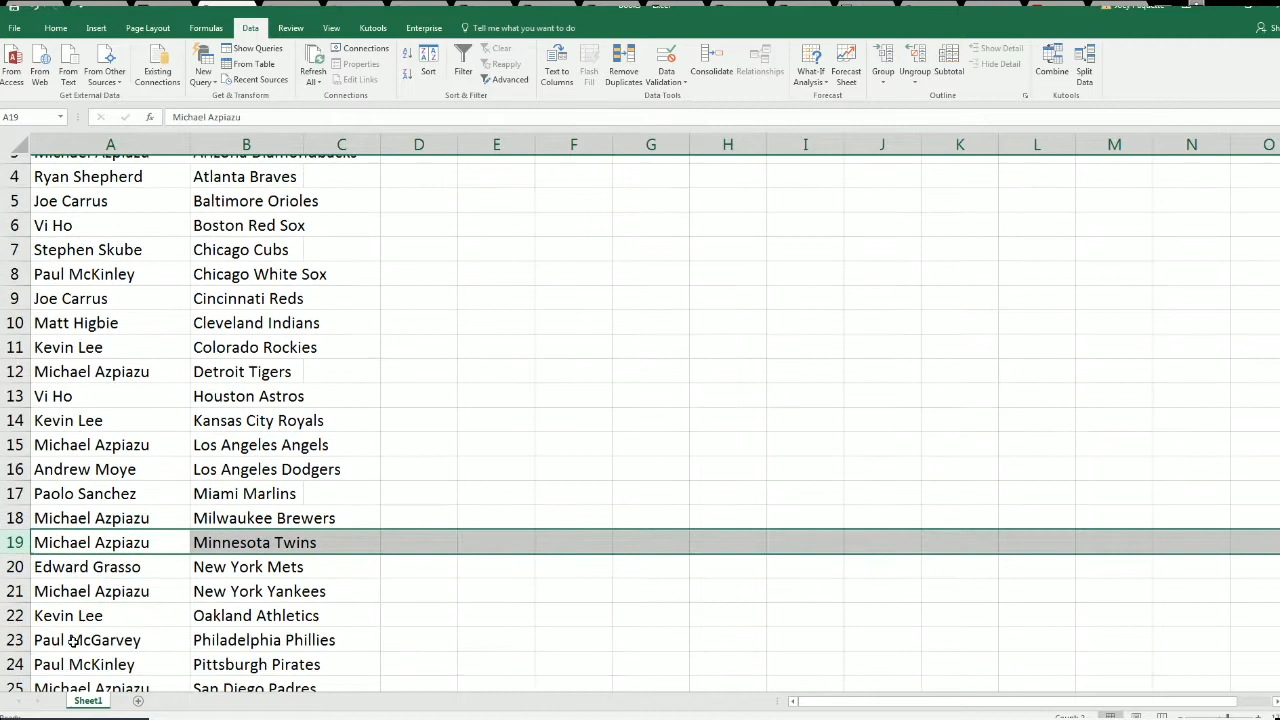 File Home Insert Page Layout Formulas Data Review View Kutools Enterprise Tell me what you want to do
From Access
From Web
From Text
From Other Sources
Existing Connections
Get External Data
New Query
Show Queries
From Table
Recent Sources
Get & Transform
Refresh All
Connections
Properties
Edit Links
Connections
Sort
Filter
Clear
Reapply
Advanced
Sort & Filter
Text to Columns
Flash Fill
Remove Duplicates
Data Validation
Consolidate
Relationships
Data Tools
What-If Analysis
Forecast Sheet
Forecast
Group
Ungroup
Subtotal
Show Detail
Hide Detail
Outline
Combine
Split Data
Kutools
A19 fx Michael Azpiazu
A B C D E F G H I J K L M N O
Michael Azpiazu Arizona Diamondbacks
4 Ryan Shepherd Atlanta Braves
5 Joe Carrus Baltimore Orioles
6 Vi Ho Boston Red Sox
7 Stephen Skube Chicago Cubs
8 Paul McKinley Chicago White Sox
9 Joe Carrus Cincinnati Reds
10 Matt Higbie Cleveland Indians
11 Kevin Lee Colorado Rockies
12 Michael Azpiazu Detroit Tigers
13 Vi Ho Houston Astros
14 Kevin Lee Kansas City Royals
15 Michael Azpiazu Los Angeles Angels
16 Andrew Moye Los Angeles Dodgers
17 Paolo Sanchez Miami Marlins
18 Michael Azpiazu Milwaukee Brewers
19 Michael Azpiazu Minnesota Twins
20 Edward Grasso New York Mets
21 Michael Azpiazu New York Yankees
22 Kevin Lee Oakland Athletics
23 Paul McGarvey Philadelphia Phillies
24 Paul McKinley Pittsburgh Pirates
25 Michael Azpiazu San Diego Padres
Sheet1